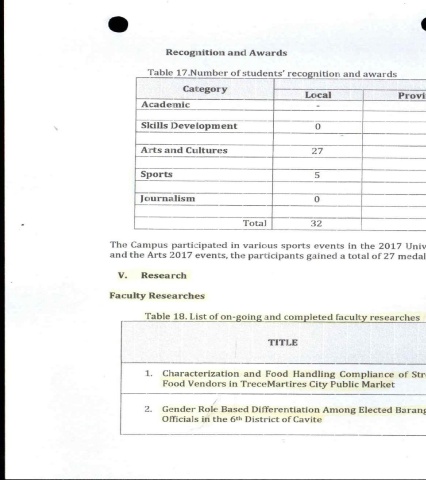 Recognition and Awards
Table 17.Number of students' recognition and awards
Category
Local Provi
Academic -
Skills Development 0
Arts and Cultures 27
Sports 5
Journalism 0
Total 32
The Campus participated in various sports events in the 2017 Univ
and the Arts 2017 events, the participants gained a total of 27 medal
V. Research
Faculty Researches
Table 18. List of on-going and completed faculty researches
TITLE
1. Characterization and Food Handling Compliance of Str
Food Vendors in TreceMartires City Public Market
2. Gender Role Based Differentiation Among Elected Barang
Officials in the 6th District of Cavite